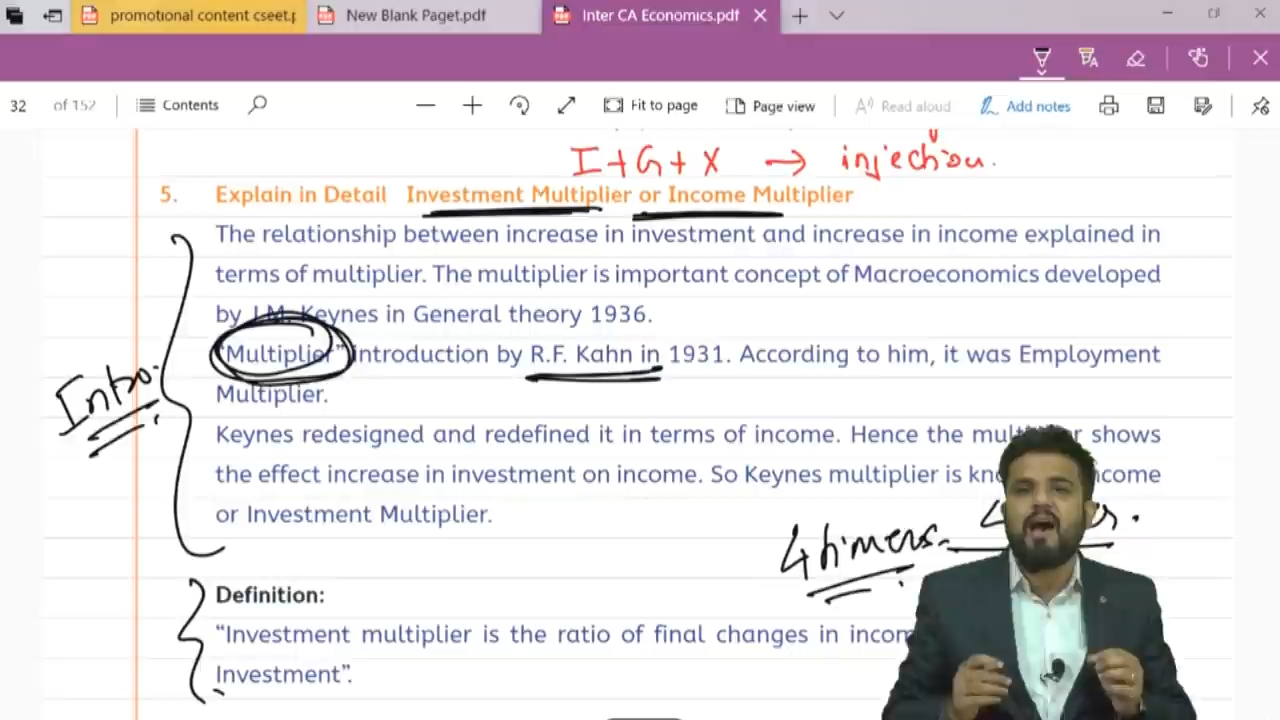 promotional content cseet.p
New Blank Paget.pdf
Inter CA Economics.pdf
32 of 152
Contents
Fit to page
Page view
Read aloud
Add notes
I+G+X → injection.
5. Explain in Detail Investment Multiplier or Income Multiplier
The relationship between increase in investment and increase in income explained in
terms of multiplier. The multiplier is important concept of Macroeconomics developed
by J.M. Keynes in General theory 1936.
"Multiplier" introduction by R.F. Kahn in 1931. According to him, it was Employment
Multiplier.
Intro.
Keynes redesigned and redefined it in terms of income. Hence the multiplier shows
the effect increase in investment on income. So Keynes multiplier is
or Investment Multiplier.
Definition:
"Investment multiplier is the ratio of final changes in
Investment".